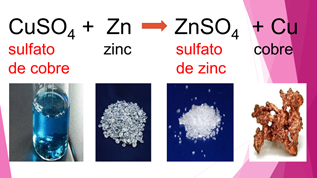 CuSO₄ + Zn → ZnSO₄ + Cu
sulfato zinc sulfato cobre
de cobre de zinc